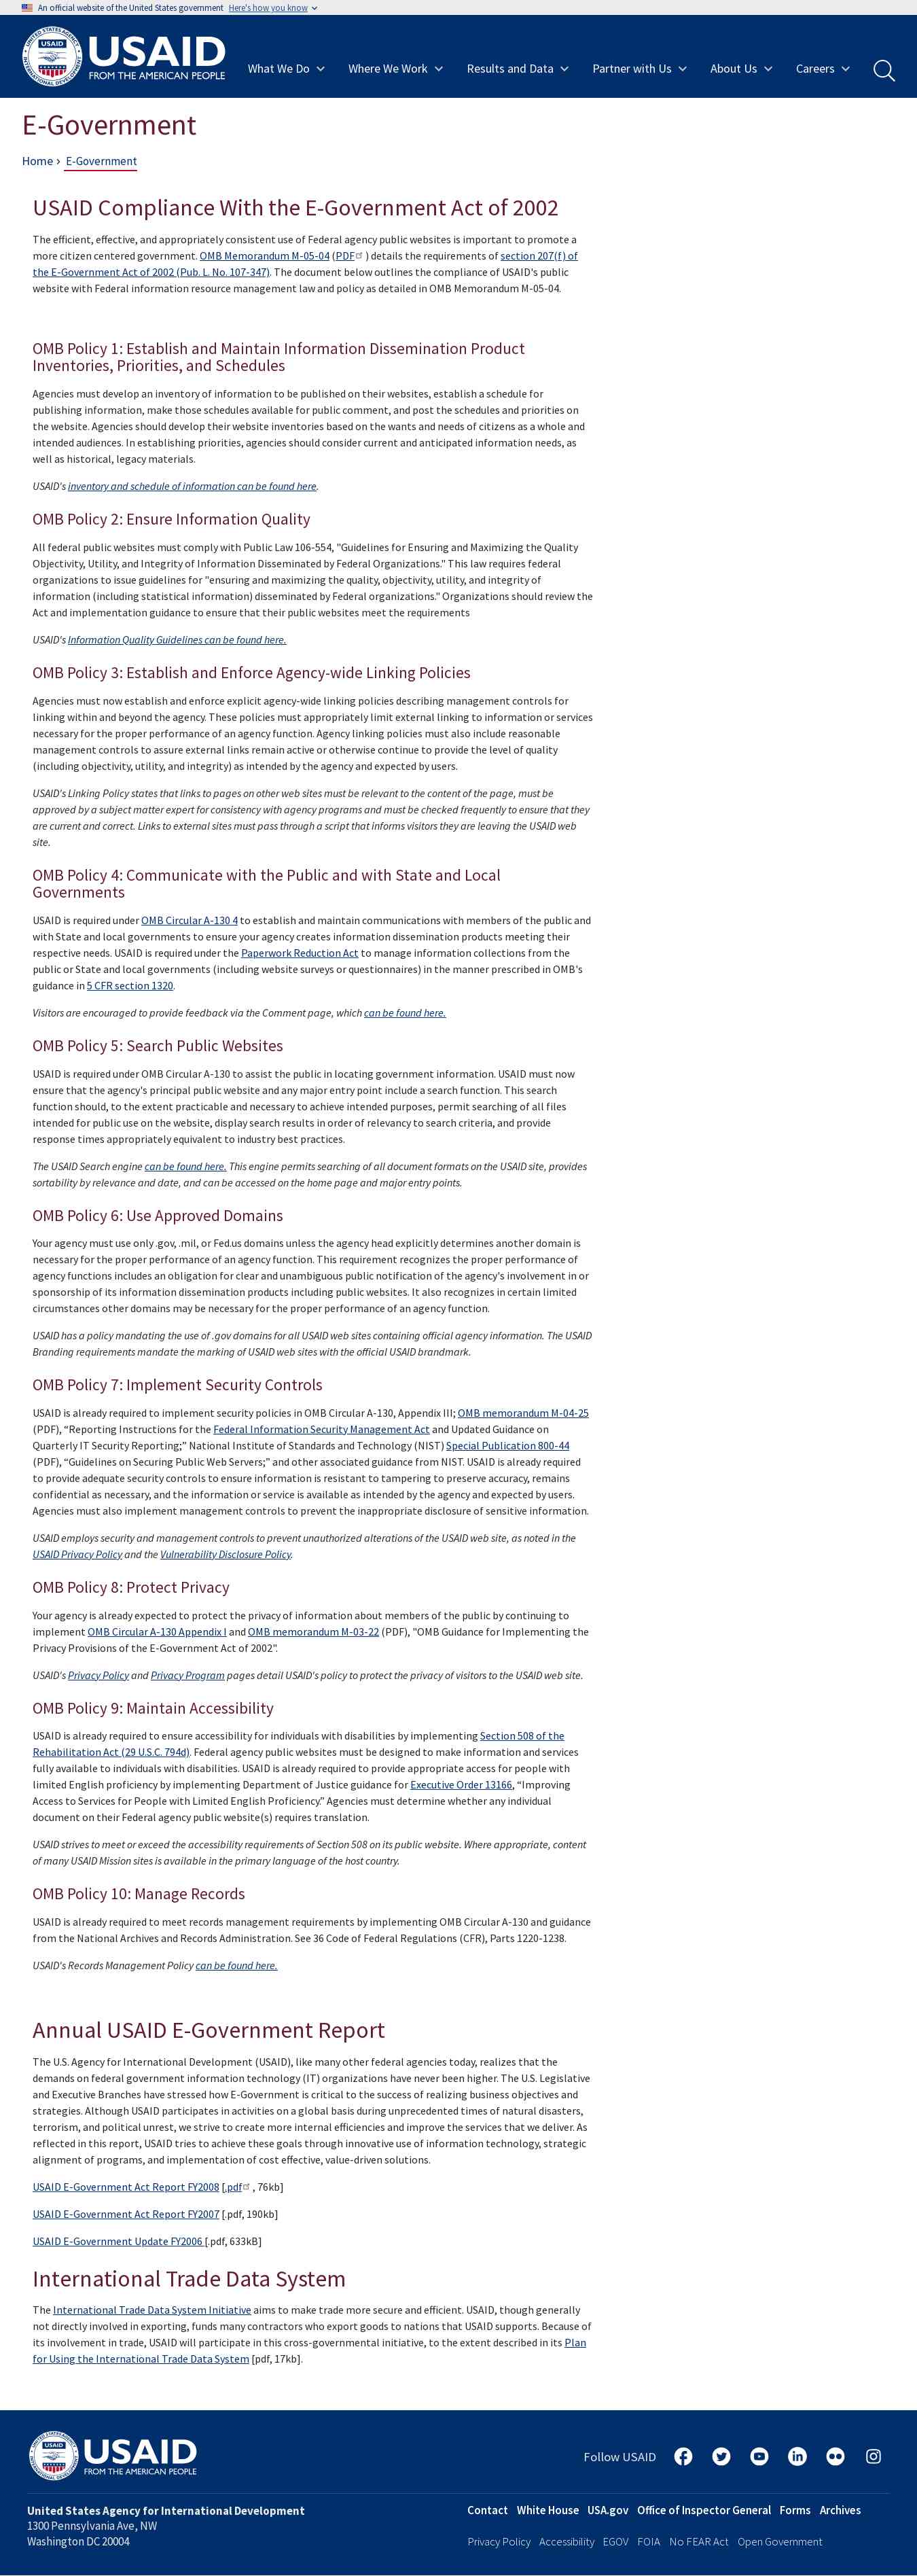 An official website of the United States government Here's how you know
UNITED STATES AGENCY
USAID
INTERNATIONAL DEVELOPMENT
USAID
FROM THE AMERICAN PEOPLE
What We Do
Where We Work
Results and Data
Partner with Us
About Us
Careers
E-Government
Home › E-Government
USAID Compliance With the E-Government Act of 2002
The efficient, effective, and appropriately consistent use of Federal agency public websites is important to promote a
more citizen centered government. OMB Memorandum M-05-04 (PDF ) details the requirements of section 207(f) of
the E-Government Act of 2002 (Pub. L. No. 107-347). The document below outlines the compliance of USAID's public
website with Federal information resource management law and policy as detailed in OMB Memorandum M-05-04.
OMB Policy 1: Establish and Maintain Information Dissemination Product
Inventories, Priorities, and Schedules
Agencies must develop an inventory of information to be published on their websites, establish a schedule for
publishing information, make those schedules available for public comment, and post the schedules and priorities on
the website. Agencies should develop their website inventories based on the wants and needs of citizens as a whole and
intended audiences. In establishing priorities, agencies should consider current and anticipated information needs, as
well as historical, legacy materials.
USAID's inventory and schedule of information can be found here.
OMB Policy 2: Ensure Information Quality
All federal public websites must comply with Public Law 106-554, "Guidelines for Ensuring and Maximizing the Quality
Objectivity, Utility, and Integrity of Information Disseminated by Federal Organizations." This law requires federal
organizations to issue guidelines for "ensuring and maximizing the quality, objectivity, utility, and integrity of
information (including statistical information) disseminated by Federal organizations." Organizations should review the
Act and implementation guidance to ensure that their public websites meet the requirements
USAID's Information Quality Guidelines can be found here.
OMB Policy 3: Establish and Enforce Agency-wide Linking Policies
Agencies must now establish and enforce explicit agency-wide linking policies describing management controls for
linking within and beyond the agency. These policies must appropriately limit external linking to information or services
necessary for the proper performance of an agency function. Agency linking policies must also include reasonable
management controls to assure external links remain active or otherwise continue to provide the level of quality
(including objectivity, utility, and integrity) as intended by the agency and expected by users.
USAID's Linking Policy states that links to pages on other web sites must be relevant to the content of the page, must be
approved by a subject matter expert for consistency with agency programs and must be checked frequently to ensure that they
are current and correct. Links to external sites must pass through a script that informs visitors they are leaving the USAID web
site.
OMB Policy 4: Communicate with the Public and with State and Local
Governments
USAID is required under OMB Circular A-130 4 to establish and maintain communications with members of the public and
with State and local governments to ensure your agency creates information dissemination products meeting their
respective needs. USAID is required under the Paperwork Reduction Act to manage information collections from the
public or State and local governments (including website surveys or questionnaires) in the manner prescribed in OMB's
guidance in 5 CFR section 1320.
Visitors are encouraged to provide feedback via the Comment page, which can be found here.
OMB Policy 5: Search Public Websites
USAID is required under OMB Circular A-130 to assist the public in locating government information. USAID must now
ensure that the agency's principal public website and any major entry point include a search function. This search
function should, to the extent practicable and necessary to achieve intended purposes, permit searching of all files
intended for public use on the website, display search results in order of relevancy to search criteria, and provide
response times appropriately equivalent to industry best practices.
The USAID Search engine can be found here. This engine permits searching of all document formats on the USAID site, provides
sortability by relevance and date, and can be accessed on the home page and major entry points.
OMB Policy 6: Use Approved Domains
Your agency must use only .gov, .mil, or Fed.us domains unless the agency head explicitly determines another domain is
necessary for the proper performance of an agency function. This requirement recognizes the proper performance of
agency functions includes an obligation for clear and unambiguous public notification of the agency's involvement in or
sponsorship of its information dissemination products including public websites. It also recognizes in certain limited
circumstances other domains may be necessary for the proper performance of an agency function.
USAID has a policy mandating the use of .gov domains for all USAID web sites containing official agency information. The USAID
Branding requirements mandate the marking of USAID web sites with the official USAID brandmark.
OMB Policy 7: Implement Security Controls
USAID is already required to implement security policies in OMB Circular A-130, Appendix III; OMB memorandum M-04-25
(PDF), “Reporting Instructions for the Federal Information Security Management Act and Updated Guidance on
Quarterly IT Security Reporting;” National Institute of Standards and Technology (NIST) Special Publication 800-44
(PDF), “Guidelines on Securing Public Web Servers;” and other associated guidance from NIST. USAID is already required
to provide adequate security controls to ensure information is resistant to tampering to preserve accuracy, remains
confidential as necessary, and the information or service is available as intended by the agency and expected by users.
Agencies must also implement management controls to prevent the inappropriate disclosure of sensitive information.
USAID employs security and management controls to prevent unauthorized alterations of the USAID web site, as noted in the
USAID Privacy Policy and the Vulnerability Disclosure Policy.
OMB Policy 8: Protect Privacy
Your agency is already expected to protect the privacy of information about members of the public by continuing to
implement OMB Circular A-130 Appendix I and OMB memorandum M-03-22 (PDF), "OMB Guidance for Implementing the
Privacy Provisions of the E-Government Act of 2002".
USAID's Privacy Policy and Privacy Program pages detail USAID's policy to protect the privacy of visitors to the USAID web site.
OMB Policy 9: Maintain Accessibility
USAID is already required to ensure accessibility for individuals with disabilities by implementing Section 508 of the
Rehabilitation Act (29 U.S.C. 794d). Federal agency public websites must be designed to make information and services
fully available to individuals with disabilities. USAID is already required to provide appropriate access for people with
limited English proficiency by implementing Department of Justice guidance for Executive Order 13166, “Improving
Access to Services for People with Limited English Proficiency.” Agencies must determine whether any individual
document on their Federal agency public website(s) requires translation.
USAID strives to meet or exceed the accessibility requirements of Section 508 on its public website. Where appropriate, content
of many USAID Mission sites is available in the primary language of the host country.
OMB Policy 10: Manage Records
USAID is already required to meet records management requirements by implementing OMB Circular A-130 and guidance
from the National Archives and Records Administration. See 36 Code of Federal Regulations (CFR), Parts 1220-1238.
USAID's Records Management Policy can be found here.
Annual USAID E-Government Report
The U.S. Agency for International Development (USAID), like many other federal agencies today, realizes that the
demands on federal government information technology (IT) organizations have never been higher. The U.S. Legislative
and Executive Branches have stressed how E-Government is critical to the success of realizing business objectives and
strategies. Although USAID participates in activities on a global basis during unprecedented times of natural disasters,
terrorism, and political unrest, we strive to create more internal efficiencies and improve the services that we deliver. As
reflected in this report, USAID tries to achieve these goals through innovative use of information technology, strategic
alignment of programs, and implementation of cost effective, value-driven solutions.
USAID E-Government Act Report FY2008 [.pdf , 76kb]
USAID E-Government Act Report FY2007 [.pdf, 190kb]
USAID E-Government Update FY2006 [.pdf, 633kB]
International Trade Data System
The International Trade Data System Initiative aims to make trade more secure and efficient. USAID, though generally
not directly involved in exporting, funds many contractors who export goods to nations that USAID supports. Because of
its involvement in trade, USAID will participate in this cross-governmental initiative, to the extent described in its Plan
for Using the International Trade Data System [pdf, 17kb].
UNITED STATES AGENCY
USAID
INTERNATIONAL DEVELOPMENT
USAID
FROM THE AMERICAN PEOPLE
Follow USAID
United States Agency for International Development
1300 Pennsylvania Ave, NW
Washington DC 20004
Contact White House USA.gov Office of Inspector General Forms Archives
Privacy Policy Accessibility EGOV FOIA No FEAR Act Open Government